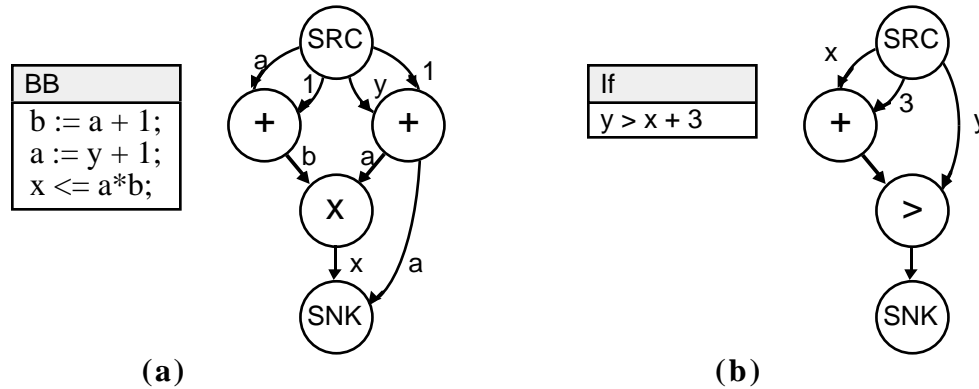 BB
b := a + 1;
a := y + 1;
x <= a*b;
SRC
a
1
y
1
+
+
b
a
x
x
a
SNK
(a)
If
y > x + 3
SRC
x
3
y
+
>
SNK
(b)